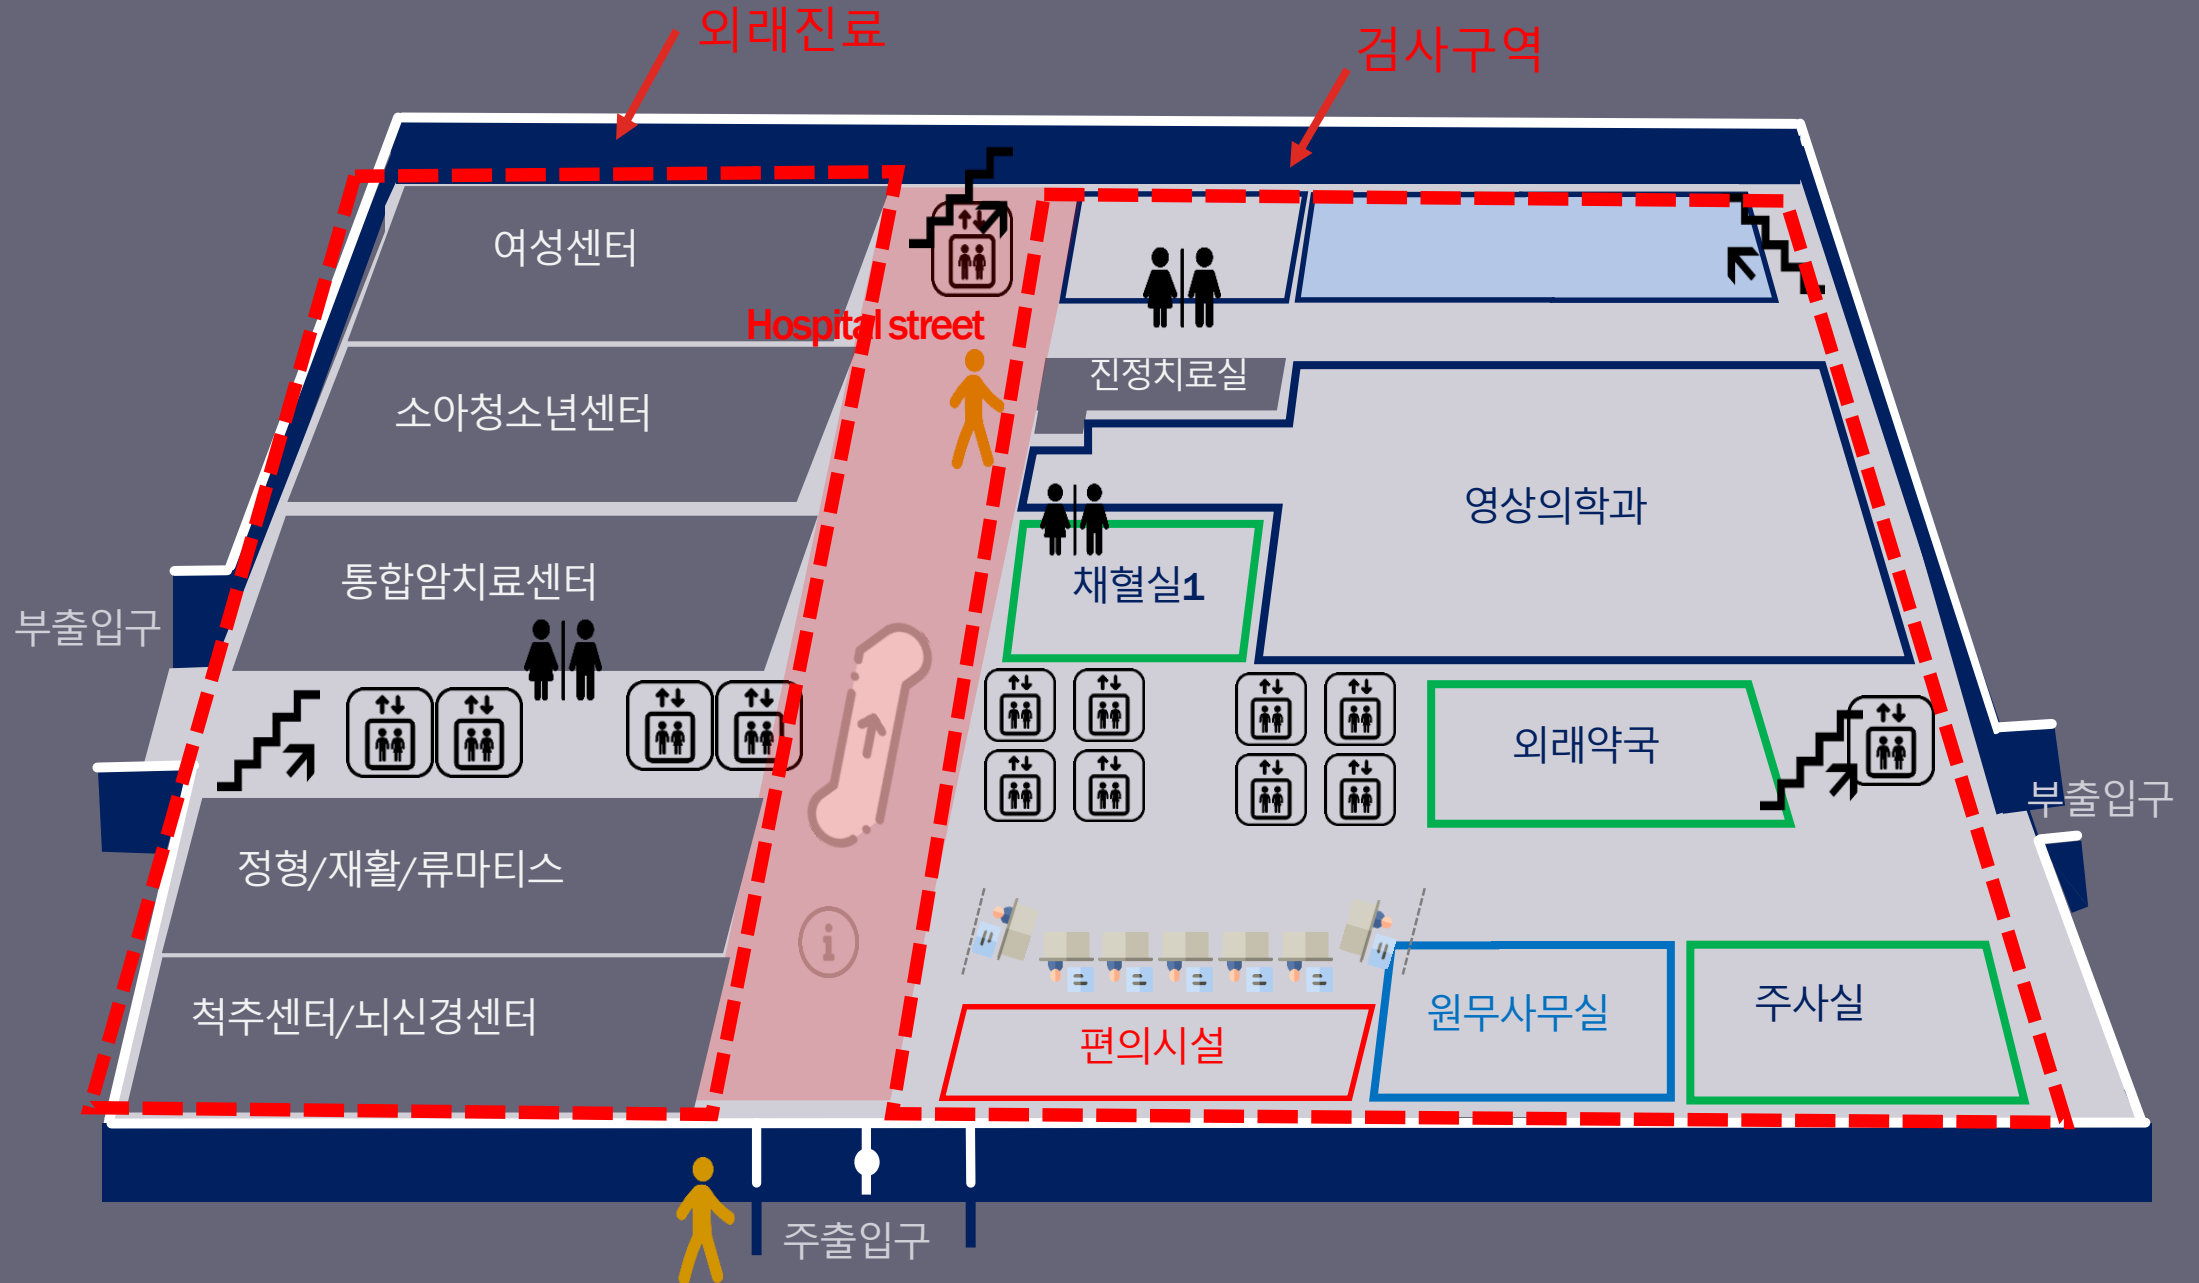 외래진료
검사구역
여성센터
Hospital street
진정치료실
소아청소년센터
영상의학과
통합암치료센터
채혈실1
부출입구
외래약국
부출입구
정형/재활/류마티스
i
척추센터/뇌신경센터
편의시설
원무사무실
주사실
주출입구